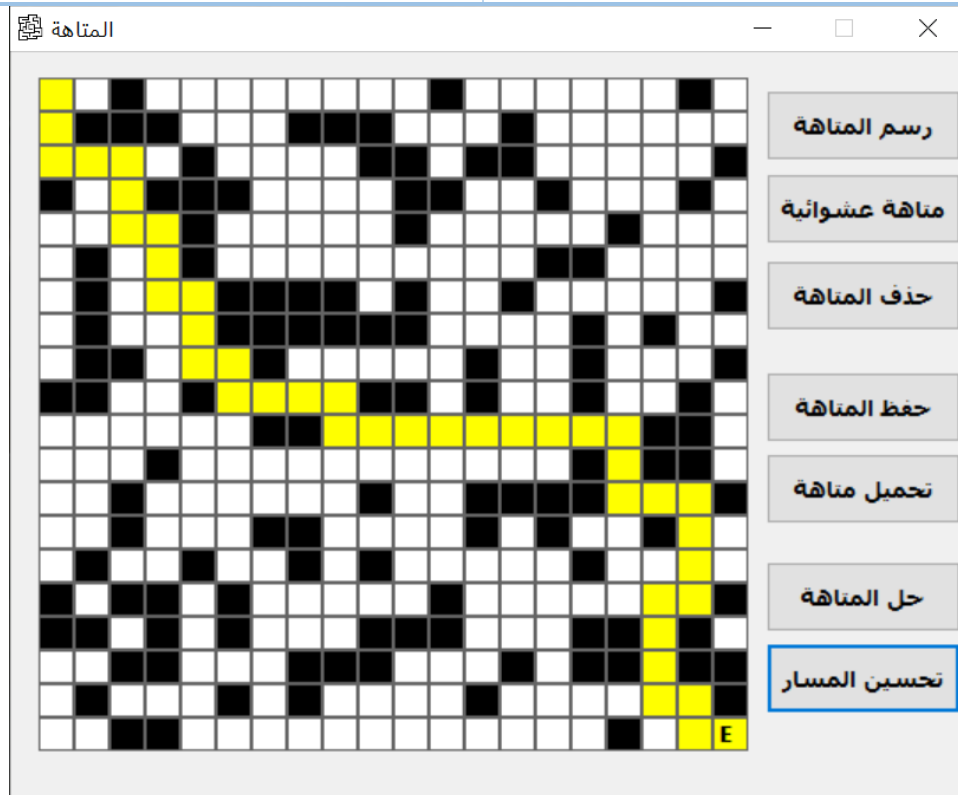 المتاهة
رسم المتاهة
متاهة عشوائية
حذف المتاهة
حفظ المتاهة
تحميل متاهة
حل المتاهة
تحسين المسار
E